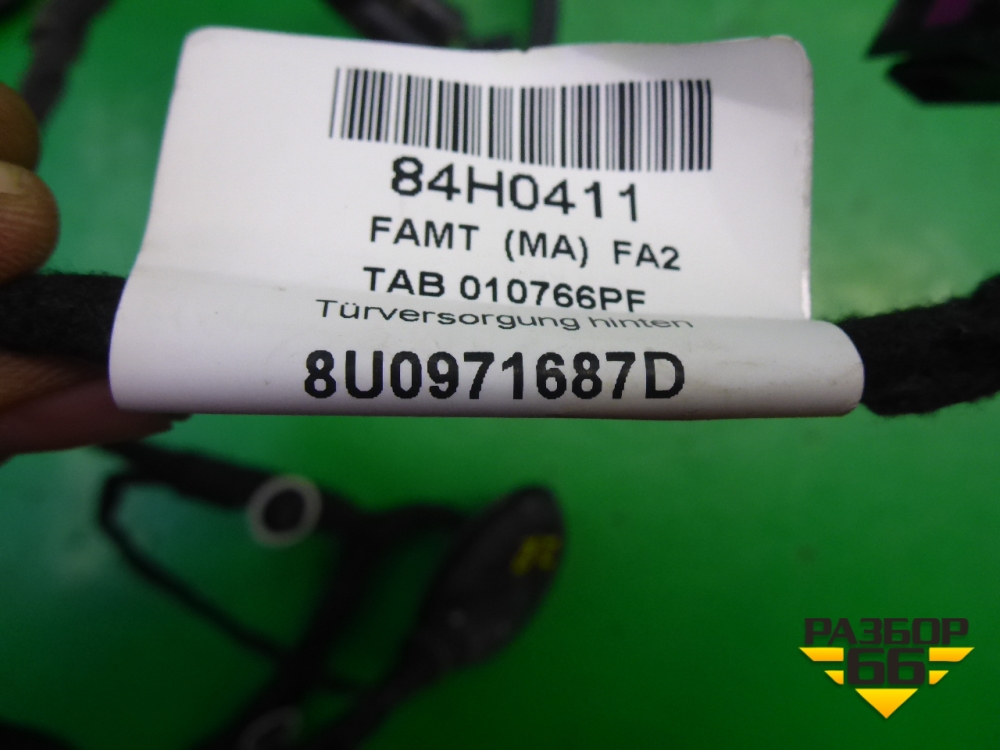 84H0411
FAMT (MA) FA2
TAB 010766PF
Türversorgung hinten
8U0971687D
РАЗБОР
66